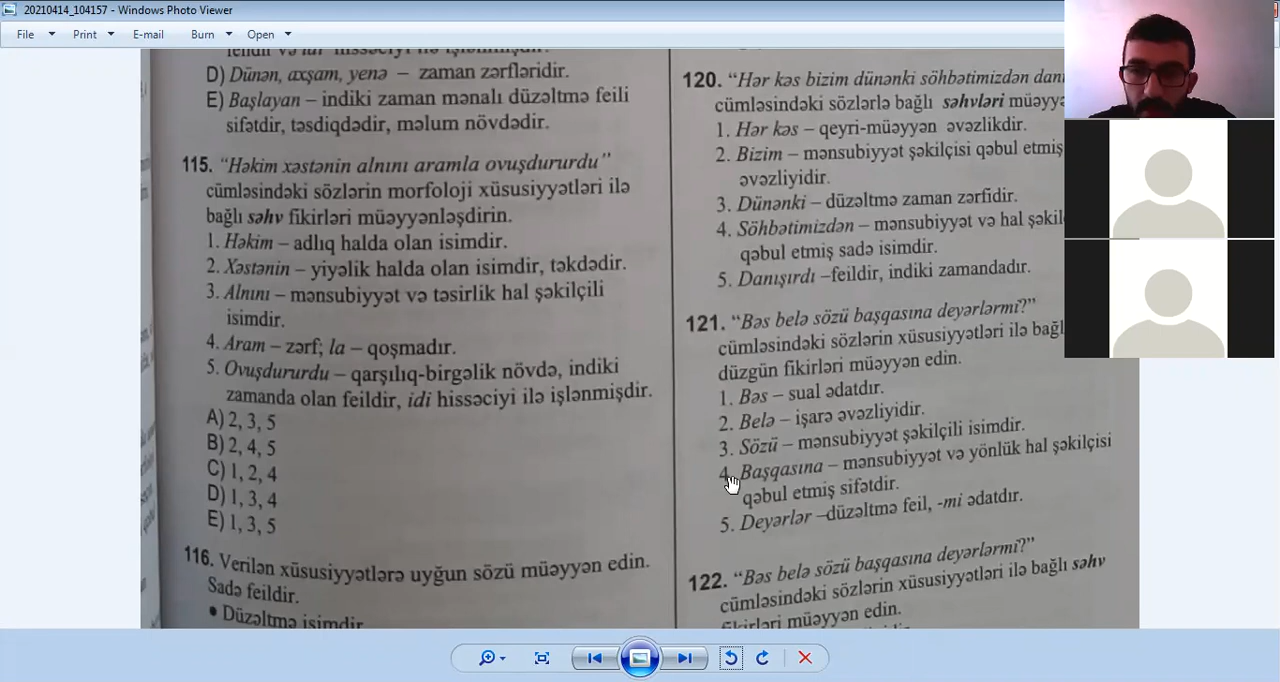 20210414_104157 - Windows Photo Viewer
File Print E-mail Burn Open
D) Dünən, axşam, yenə – zaman zərfləridir.
E) Başlayan – indiki zaman mənalı düzəltmə feili
sifətdir, təsdiqdədir, məlum növdədir.
115. “Həkim xəstənin alnını aramla ovuşdururdu”
cümləsindəki sözlərin morfoloji xüsusiyyətləri ilə
bağlı səhv fikirləri müəyyənləşdirin.
1. Həkim – adlıq halda olan isimdir.
2. Xəstənin – yiyəlik halda olan isimdir, təkdədir.
3. Alnını – mənsubiyyət və təsirlik hal şəkilçili
isimdir.
4. Aram – zərf; la – qoşmadır.
5. Ovuşdururdu – qarşılıq-birgəlik növdə, indiki
zamanda olan feildir, idi hissəciyi ilə işlənmişdir.
A) 2, 3, 5
B) 2, 4, 5
C) 1, 2, 4
D) 1, 3, 4
E) 1, 3, 5
116. Verilən xüsusiyyətlərə uyğun sözü müəyyən edin.
Sadə feildir.
• Düzəltmə isimdir
120. “Hər kəs bizim dünənki söhbətimizdən danı
cümləsindəki sözlərlə bağlı səhvləri müəyyə
1. Hər kəs – qeyri-müəyyən əvəzlikdir.
2. Bizim – mənsubiyyət şəkilçisi qəbul etmiş
əvəzliyidir.
3. Dünənki – düzəltmə zaman zərfidir.
4. Söhbətimizdən – mənsubiyyət və hal şəkil
qəbul etmiş sadə isimdir.
5. Danışırdı –feildir, indiki zamandadır.
121. “Bəs belə sözü başqasına deyərlərmi?”
cümləsindəki sözlərin xüsusiyyətləri ilə bağl
düzgün fikirləri müəyyən edin.
1. Bəs – sual ədatdır.
2. Belə – işarə əvəzliyidir.
3. Sözü – mənsubiyyət şəkilçili isimdir.
4. Başqasına – mənsubiyyət və yönlük hal şəkilçisi
qəbul etmiş sifətdir.
5. Deyərlər –düzəltmə feil, -mi ədatdır.
122. “Bəs belə sözü başqasına deyərlərmi?”
cümləsindəki sözlərin xüsusiyyətləri ilə bağlı səhv
fikirləri müəyyən edin.